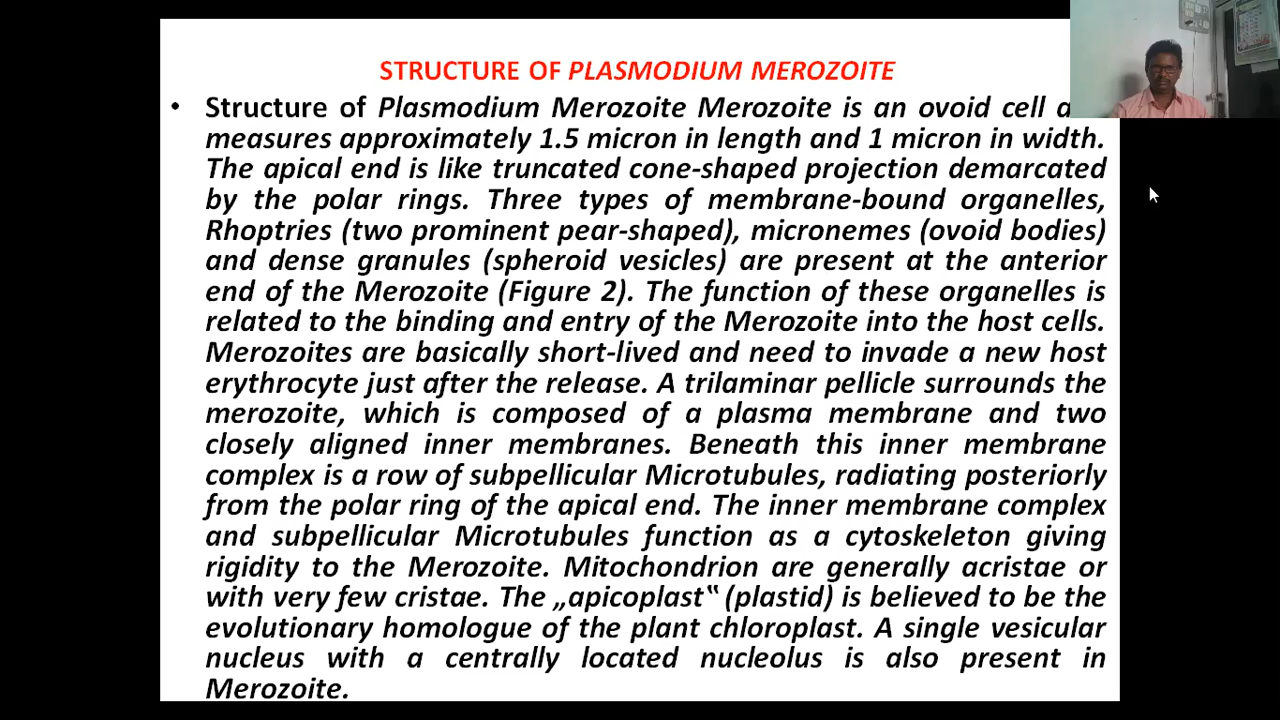 STRUCTURE OF PLASMODIUM MEROZOITE
• Structure of Plasmodium Merozoite Merozoite is an ovoid cell
measures approximately 1.5 micron in length and 1 micron in width.
The apical end is like truncated cone-shaped projection demarcated
by the polar rings. Three types of membrane-bound organelles,
Rhoptries (two prominent pear-shaped), micronemes (ovoid bodies)
and dense granules (spheroid vesicles) are present at the anterior
end of the Merozoite (Figure 2). The function of these organelles is
related to the binding and entry of the Merozoite into the host cells.
Merozoites are basically short-lived and need to invade a new host
erythrocyte just after the release. A trilaminar pellicle surrounds the
merozoite, which is composed of a plasma membrane and two
closely aligned inner membranes. Beneath this inner membrane
complex is a row of subpellicular Microtubules, radiating posteriorly
from the polar ring of the apical end. The inner membrane complex
and subpellicular Microtubules function as a cytoskeleton giving
rigidity to the Merozoite. Mitochondrion are generally acristae or
with very few cristae. The „apicoplast‟ (plastid) is believed to be the
evolutionary homologue of the plant chloroplast. A single vesicular
nucleus with a centrally located nucleolus is also present in
Merozoite.